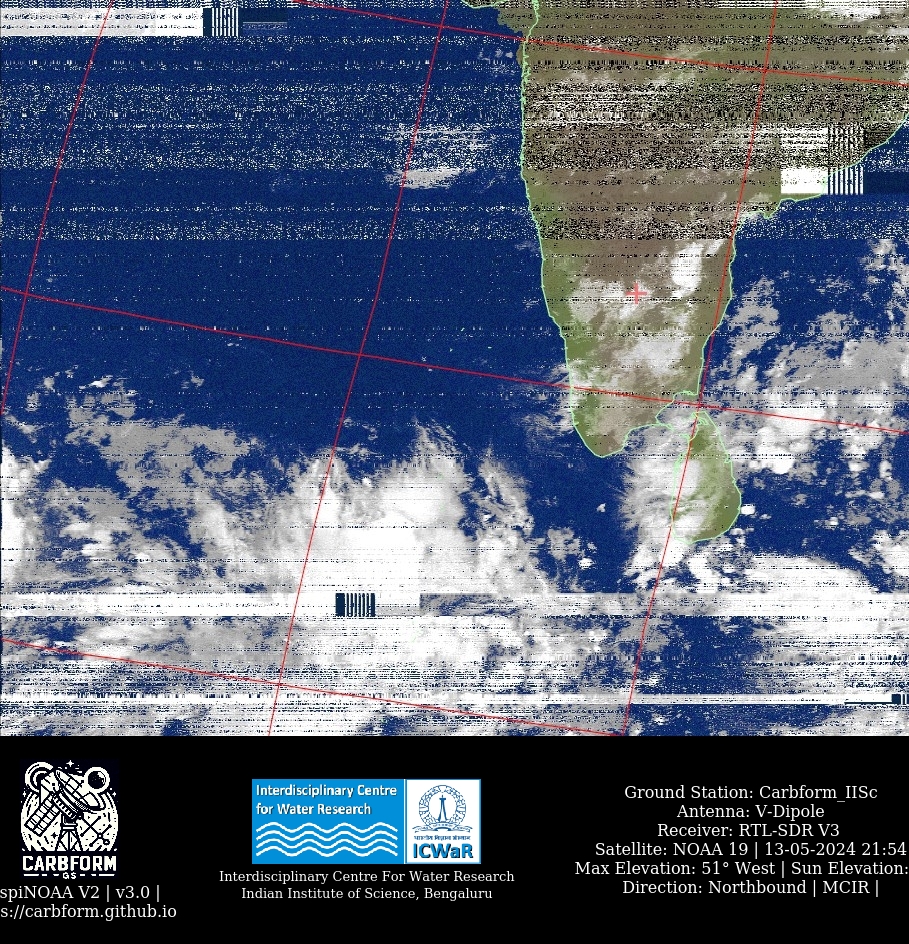 CARBFORM
GS
spiNOAA V2 | v3.0 |
s://carbform.github.io
Interdisciplinary Centre
for Water Research
ICWaR
Interdisciplinary Centre For Water Research
Indian Institute of Science, Bengaluru
Ground Station: Carbform_IISc
Antenna: V-Dipole
Receiver: RTL-SDR V3
Satellite: NOAA 19 | 13-05-2024 21:54
Max Elevation: 51° West | Sun Elevation:
Direction: Northbound | MCIR |